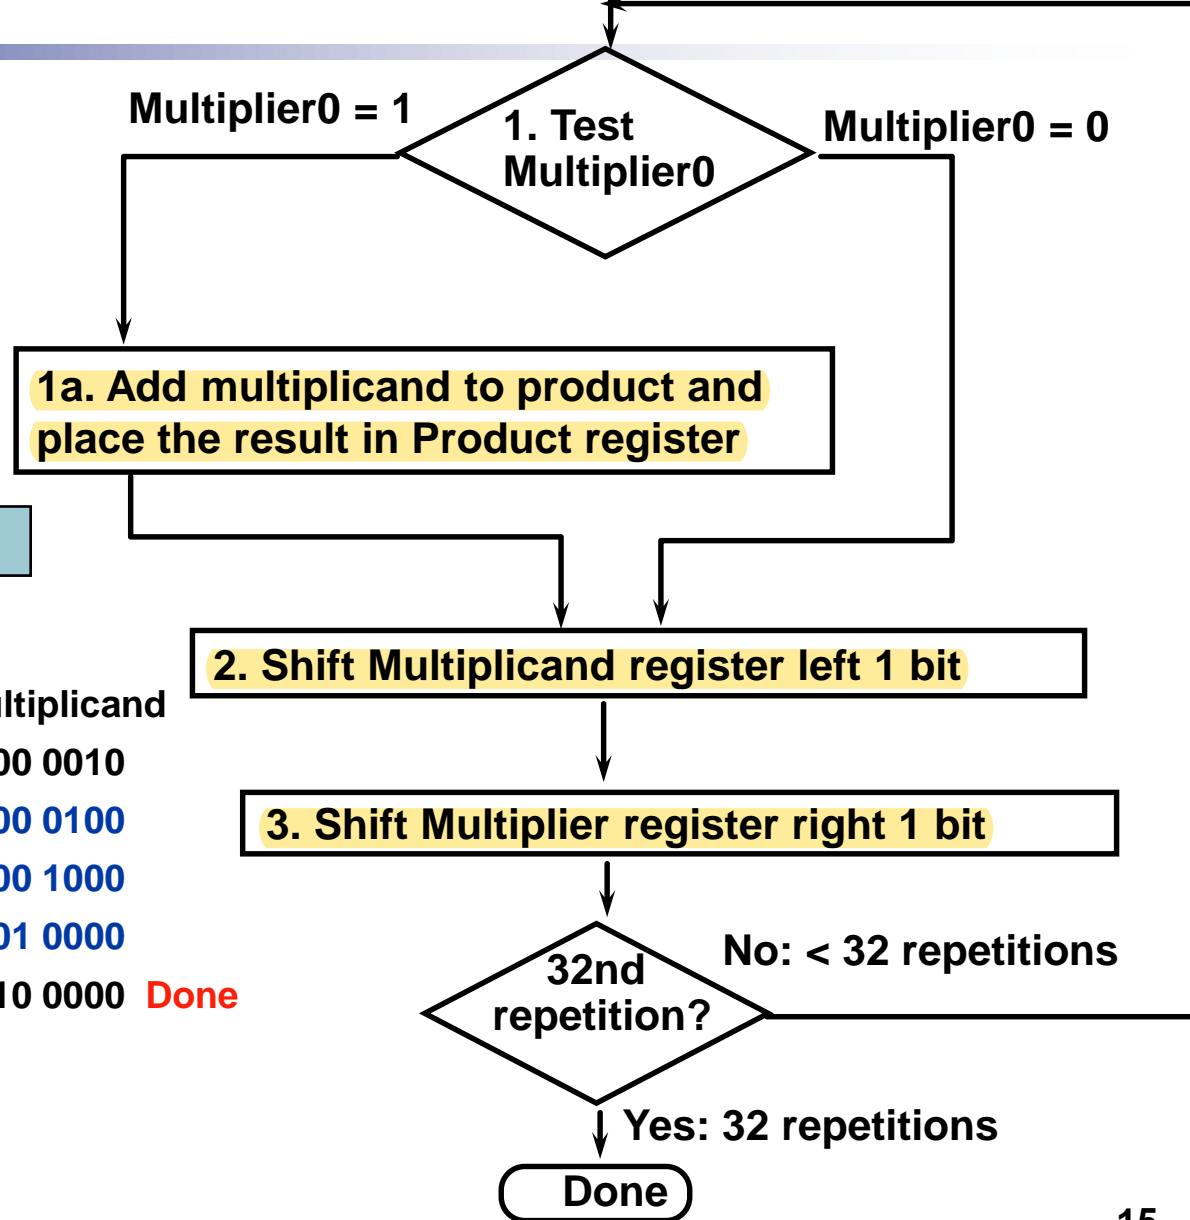 Multiplier0 = 1
1. Test
Multiplier0
Multiplier0 = 0
1a. Add multiplicand to product and
place the result in Product register
2. Shift Multiplicand register left 1 bit
ltiplicand
00 0010
3. Shift Multiplier register right 1 bit
00 0100
00 1000
01 0000
10 0000 Done
32nd
repetition?
No: < 32 repetitions
Yes: 32 repetitions
Done
15